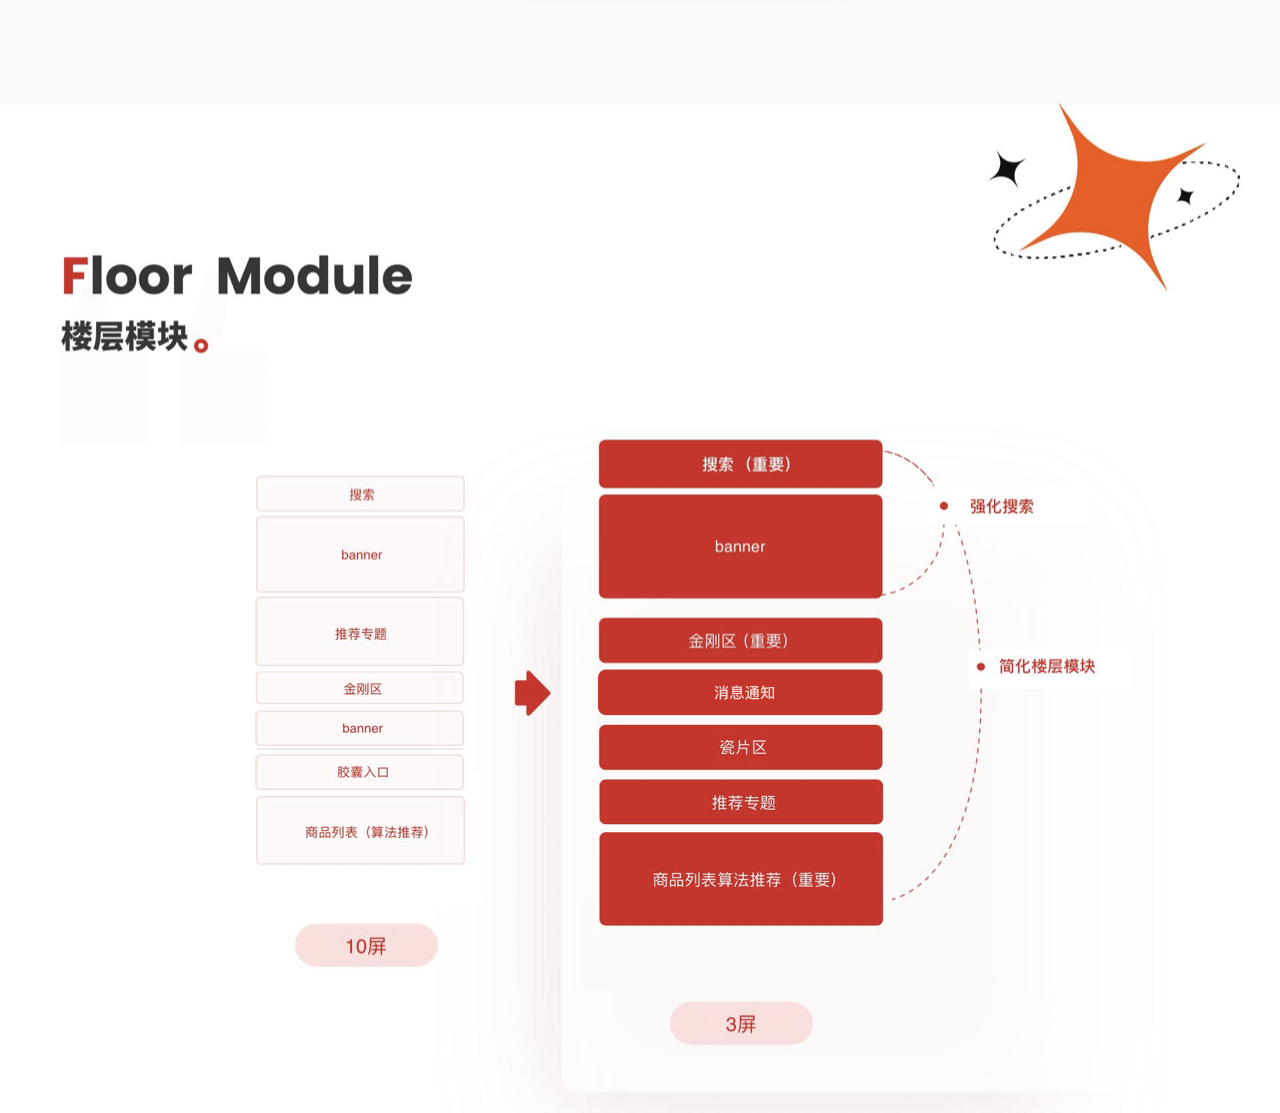 Floor Module
楼层模块。
搜索
banner
推荐专题
金刚区
banner
胶囊入口
商品列表（算法推荐）
10屏
搜索（重要）
banner
金刚区（重要）
消息通知
瓷片区
推荐专题
商品列表算法推荐（重要）
3屏
强化搜索
简化楼层模块